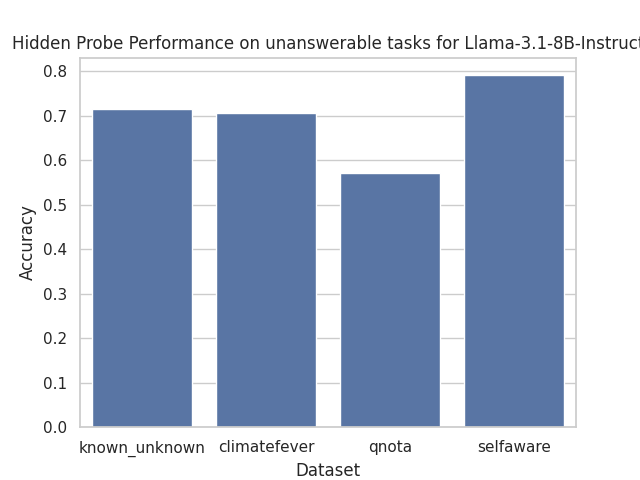 Hidden Probe Performance on unanswerable tasks for Llama-3.1-8B-Instruct
0.8
0.7
0.6
0.5
0.4
0.3
0.2
0.1
0.0
Accuracy
known_unknown climatefever qnota selfaware
Dataset